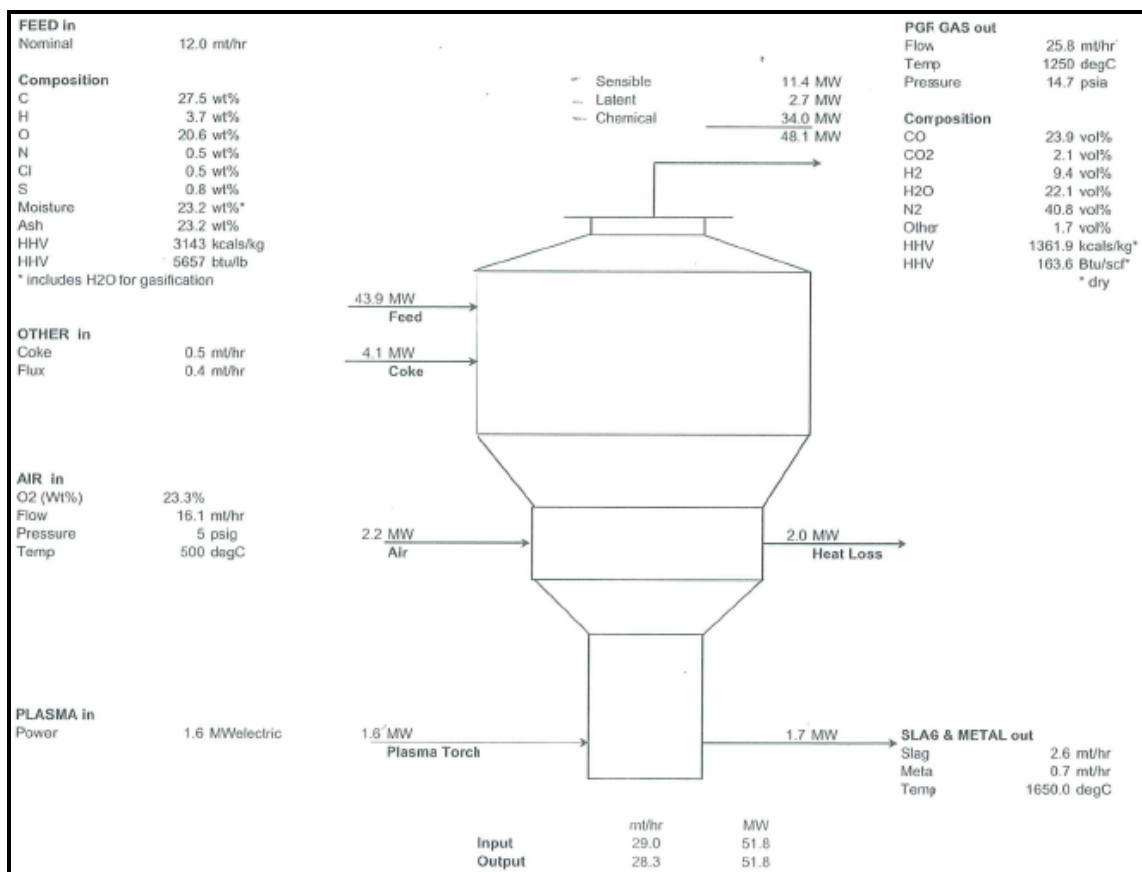 FEED in
Nominal 12.0 mt/hr
Composition
C 27.5 wt%
H 3.7 wt%
O 20.6 wt%
N 0.5 wt%
Cl 0.5 wt%
S 0.8 wt%
Moisture 23.2 wt%*
Ash 23.2 wt%
HHV 3143 kcals/kg
HHV 5657 btu/lb
* includes H2O for gasification
OTHER in
Coke 0.5 mt/hr
Flux 0.4 mt/hr
AIR in
O2 (Wt%) 23.3%
Flow 16.1 mt/hr
Pressure 5 psig
Temp 500 degC
PLASMA in
Power 1.6 MWelectric
Sensible 11.4 MW
Latent 2.7 MW
Chemical 34.0 MW
48.1 MW
43.9 MW
Feed
4.1 MW
Coke
2.2 MW
Air
1.6 MW
Plasma Torch
2.0 MW
Heat Loss
1.7 MW
PGR GAS out
Flow 25.8 mt/hr
Temp 1250 degC
Pressure 14.7 psia
Composition
CO 23.9 vol%
CO2 2.1 vol%
H2 9.4 vol%
H2O 22.1 vol%
N2 40.8 vol%
Other 1.7 vol%
HHV 1361.9 kcals/kg*
HHV 163.6 Btu/scf*
* dry
SLAG & METAL out
Slag 2.6 mt/hr
Meta 0.7 mt/hr
Temp 1650.0 degC
mt/hr MW
Input 29.0 51.8
Output 28.3 51.8